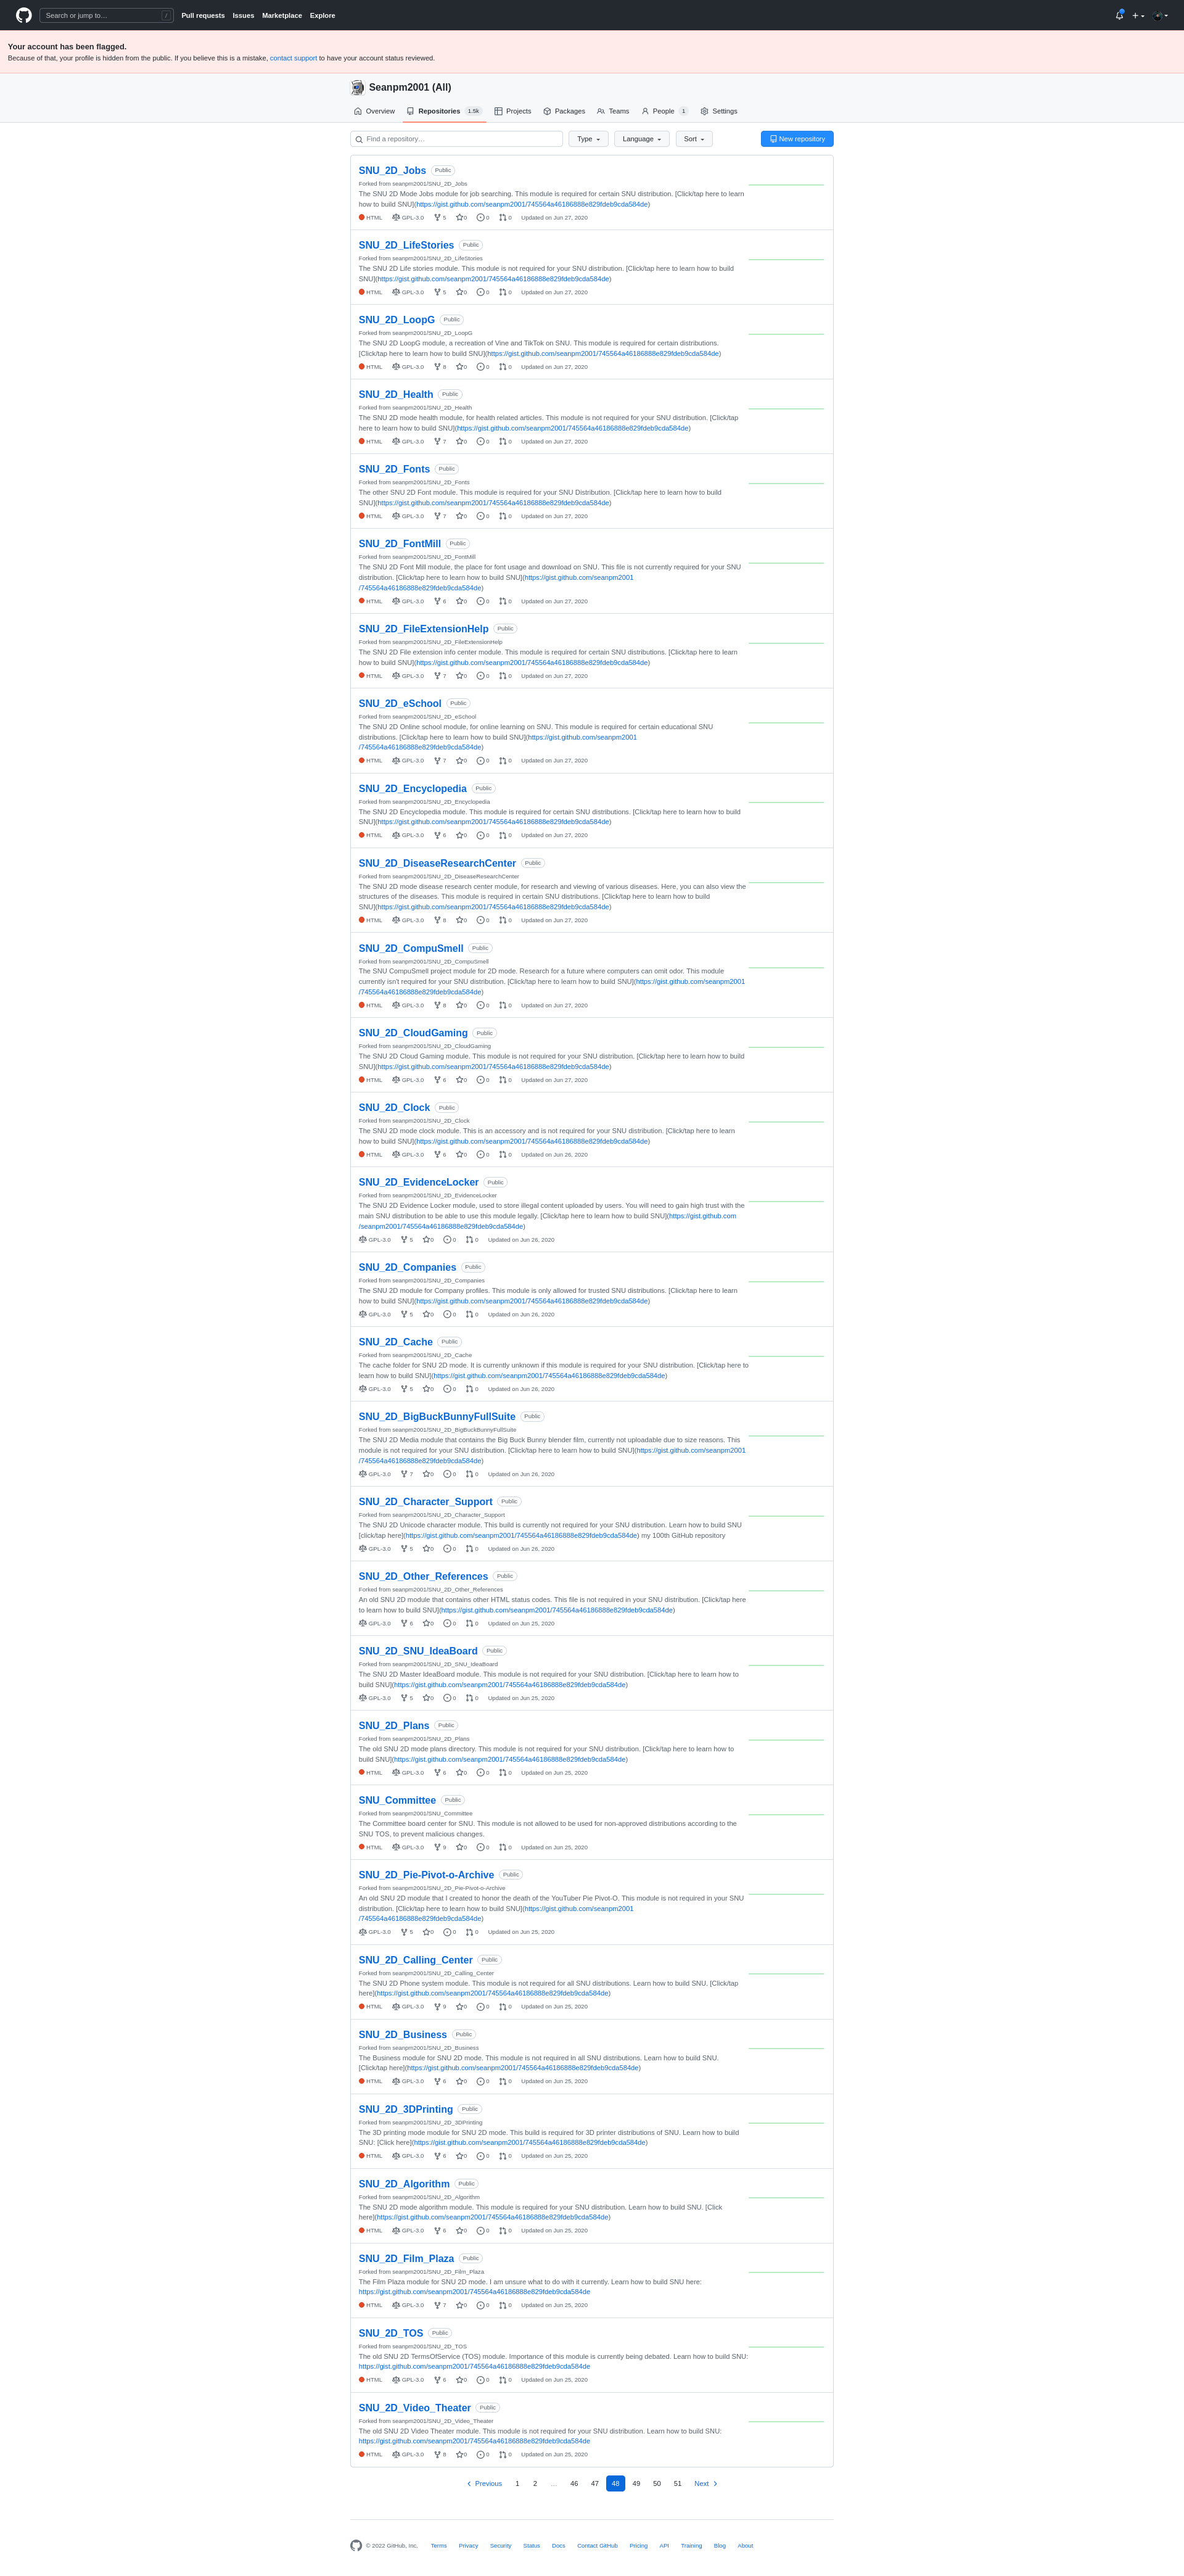 Search or jump to… /
Pull requests Issues Marketplace Explore
Your account has been flagged.
Because of that, your profile is hidden from the public. If you believe this is a mistake, contact support to have your account status reviewed.
Seanpm2001 (All)
Overview Repositories 1.5k Projects Packages Teams People 1 Settings
Find a repository… Type Language Sort New repository
SNU_2D_Jobs Public
Forked from seanpm2001/SNU_2D_Jobs
The SNU 2D Mode Jobs module for job searching. This module is required for certain SNU distribution. [Click/tap here to learn
how to build SNU](https://gist.github.com/seanpm2001/745564a46186888e829fdeb9cda584de)
HTML GPL-3.0 5 0 0 0 Updated on Jun 27, 2020
SNU_2D_LifeStories Public
Forked from seanpm2001/SNU_2D_LifeStories
The SNU 2D Life stories module. This module is not required for your SNU distribution. [Click/tap here to learn how to build
SNU](https://gist.github.com/seanpm2001/745564a46186888e829fdeb9cda584de)
HTML GPL-3.0 5 0 0 0 Updated on Jun 27, 2020
SNU_2D_LoopG Public
Forked from seanpm2001/SNU_2D_LoopG
The SNU 2D LoopG module, a recreation of Vine and TikTok on SNU. This module is required for certain distributions.
[Click/tap here to learn how to build SNU](https://gist.github.com/seanpm2001/745564a46186888e829fdeb9cda584de)
HTML GPL-3.0 8 0 0 0 Updated on Jun 27, 2020
SNU_2D_Health Public
Forked from seanpm2001/SNU_2D_Health
The SNU 2D mode health module, for health related articles. This module is not required for your SNU distribution. [Click/tap
here to learn how to build SNU](https://gist.github.com/seanpm2001/745564a46186888e829fdeb9cda584de)
HTML GPL-3.0 7 0 0 0 Updated on Jun 27, 2020
SNU_2D_Fonts Public
Forked from seanpm2001/SNU_2D_Fonts
The other SNU 2D Font module. This module is required for your SNU Distribution. [Click/tap here to learn how to build
SNU](https://gist.github.com/seanpm2001/745564a46186888e829fdeb9cda584de)
HTML GPL-3.0 7 0 0 0 Updated on Jun 27, 2020
SNU_2D_FontMill Public
Forked from seanpm2001/SNU_2D_FontMill
The SNU 2D Font Mill module, the place for font usage and download on SNU. This file is not currently required for your SNU
distribution. [Click/tap here to learn how to build SNU](https://gist.github.com/seanpm2001
/745564a46186888e829fdeb9cda584de)
HTML GPL-3.0 6 0 0 0 Updated on Jun 27, 2020
SNU_2D_FileExtensionHelp Public
Forked from seanpm2001/SNU_2D_FileExtensionHelp
The SNU 2D File extension info center module. This module is required for certain SNU distributions. [Click/tap here to learn
how to build SNU](https://gist.github.com/seanpm2001/745564a46186888e829fdeb9cda584de)
HTML GPL-3.0 7 0 0 0 Updated on Jun 27, 2020
SNU_2D_eSchool Public
Forked from seanpm2001/SNU_2D_eSchool
The SNU 2D Online school module, for online learning on SNU. This module is required for certain educational SNU
distributions. [Click/tap here to learn how to build SNU](https://gist.github.com/seanpm2001
/745564a46186888e829fdeb9cda584de)
HTML GPL-3.0 7 0 0 0 Updated on Jun 27, 2020
SNU_2D_Encyclopedia Public
Forked from seanpm2001/SNU_2D_Encyclopedia
The SNU 2D Encyclopedia module. This module is required for certain SNU distributions. [Click/tap here to learn how to build
SNU](https://gist.github.com/seanpm2001/745564a46186888e829fdeb9cda584de)
HTML GPL-3.0 6 0 0 0 Updated on Jun 27, 2020
SNU_2D_DiseaseResearchCenter Public
Forked from seanpm2001/SNU_2D_DiseaseResearchCenter
The SNU 2D mode disease research center module, for research and viewing of various diseases. Here, you can also view the
structures of the diseases. This module is required in certain SNU distributions. [Click/tap here to learn how to build
SNU](https://gist.github.com/seanpm2001/745564a46186888e829fdeb9cda584de)
HTML GPL-3.0 8 0 0 0 Updated on Jun 27, 2020
SNU_2D_CompuSmell Public
Forked from seanpm2001/SNU_2D_CompuSmell
The SNU CompuSmell project module for 2D mode. Research for a future where computers can omit odor. This module
currently isn't required for your SNU distribution. [Click/tap here to learn how to build SNU](https://gist.github.com/seanpm2001
/745564a46186888e829fdeb9cda584de)
HTML GPL-3.0 8 0 0 0 Updated on Jun 27, 2020
SNU_2D_CloudGaming Public
Forked from seanpm2001/SNU_2D_CloudGaming
The SNU 2D Cloud Gaming module. This module is not required for your SNU distribution. [Click/tap here to learn how to build
SNU](https://gist.github.com/seanpm2001/745564a46186888e829fdeb9cda584de)
HTML GPL-3.0 6 0 0 0 Updated on Jun 27, 2020
SNU_2D_Clock Public
Forked from seanpm2001/SNU_2D_Clock
The SNU 2D mode clock module. This is an accessory and is not required for your SNU distribution. [Click/tap here to learn
how to build SNU](https://gist.github.com/seanpm2001/745564a46186888e829fdeb9cda584de)
HTML GPL-3.0 6 0 0 0 Updated on Jun 26, 2020
SNU_2D_EvidenceLocker Public
Forked from seanpm2001/SNU_2D_EvidenceLocker
The SNU 2D Evidence Locker module, used to store illegal content uploaded by users. You will need to gain high trust with the
main SNU distribution to be able to use this module legally. [Click/tap here to learn how to build SNU](https://gist.github.com
/seanpm2001/745564a46186888e829fdeb9cda584de)
GPL-3.0 5 0 0 0 Updated on Jun 26, 2020
SNU_2D_Companies Public
Forked from seanpm2001/SNU_2D_Companies
The SNU 2D module for Company profiles. This module is only allowed for trusted SNU distributions. [Click/tap here to learn
how to build SNU](https://gist.github.com/seanpm2001/745564a46186888e829fdeb9cda584de)
GPL-3.0 5 0 0 0 Updated on Jun 26, 2020
SNU_2D_Cache Public
Forked from seanpm2001/SNU_2D_Cache
The cache folder for SNU 2D mode. It is currently unknown if this module is required for your SNU distribution. [Click/tap here to
learn how to build SNU](https://gist.github.com/seanpm2001/745564a46186888e829fdeb9cda584de)
GPL-3.0 5 0 0 0 Updated on Jun 26, 2020
SNU_2D_BigBuckBunnyFullSuite Public
Forked from seanpm2001/SNU_2D_BigBuckBunnyFullSuite
The SNU 2D Media module that contains the Big Buck Bunny blender film, currently not uploadable due to size reasons. This
module is not required for your SNU distribution. [Click/tap here to learn how to build SNU](https://gist.github.com/seanpm2001
/745564a46186888e829fdeb9cda584de)
GPL-3.0 7 0 0 0 Updated on Jun 26, 2020
SNU_2D_Character_Support Public
Forked from seanpm2001/SNU_2D_Character_Support
The SNU 2D Unicode character module. This build is currently not required for your SNU distribution. Learn how to build SNU
[click/tap here](https://gist.github.com/seanpm2001/745564a46186888e829fdeb9cda584de) my 100th GitHub repository
GPL-3.0 5 0 0 0 Updated on Jun 26, 2020
SNU_2D_Other_References Public
Forked from seanpm2001/SNU_2D_Other_References
An old SNU 2D module that contains other HTML status codes. This file is not required in your SNU distribution. [Click/tap here
to learn how to build SNU](https://gist.github.com/seanpm2001/745564a46186888e829fdeb9cda584de)
GPL-3.0 6 0 0 0 Updated on Jun 25, 2020
SNU_2D_SNU_IdeaBoard Public
Forked from seanpm2001/SNU_2D_SNU_IdeaBoard
The SNU 2D Master IdeaBoard module. This module is not required for your SNU distribution. [Click/tap here to learn how to
build SNU](https://gist.github.com/seanpm2001/745564a46186888e829fdeb9cda584de)
GPL-3.0 5 0 0 0 Updated on Jun 25, 2020
SNU_2D_Plans Public
Forked from seanpm2001/SNU_2D_Plans
The old SNU 2D mode plans directory. This module is not required for your SNU distribution. [Click/tap here to learn how to
build SNU](https://gist.github.com/seanpm2001/745564a46186888e829fdeb9cda584de)
HTML GPL-3.0 6 0 0 0 Updated on Jun 25, 2020
SNU_Committee Public
Forked from seanpm2001/SNU_Committee
The Committee board center for SNU. This module is not allowed to be used for non-approved distributions according to the
SNU TOS, to prevent malicious changes.
HTML GPL-3.0 9 0 0 0 Updated on Jun 25, 2020
SNU_2D_Pie-Pivot-o-Archive Public
Forked from seanpm2001/SNU_2D_Pie-Pivot-o-Archive
An old SNU 2D module that I created to honor the death of the YouTuber Pie Pivot-O. This module is not required in your SNU
distribution. [Click/tap here to learn how to build SNU](https://gist.github.com/seanpm2001
/745564a46186888e829fdeb9cda584de)
GPL-3.0 5 0 0 0 Updated on Jun 25, 2020
SNU_2D_Calling_Center Public
Forked from seanpm2001/SNU_2D_Calling_Center
The SNU 2D Phone system module. This module is not required for all SNU distributions. Learn how to build SNU. [Click/tap
here](https://gist.github.com/seanpm2001/745564a46186888e829fdeb9cda584de)
HTML GPL-3.0 9 0 0 0 Updated on Jun 25, 2020
SNU_2D_Business Public
Forked from seanpm2001/SNU_2D_Business
The Business module for SNU 2D mode. This module is not required in all SNU distributions. Learn how to build SNU.
[Click/tap here](https://gist.github.com/seanpm2001/745564a46186888e829fdeb9cda584de)
HTML GPL-3.0 6 0 0 0 Updated on Jun 25, 2020
SNU_2D_3DPrinting Public
Forked from seanpm2001/SNU_2D_3DPrinting
The 3D printing mode module for SNU 2D mode. This build is required for 3D printer distributions of SNU. Learn how to build
SNU: [Click here](https://gist.github.com/seanpm2001/745564a46186888e829fdeb9cda584de)
HTML GPL-3.0 6 0 0 0 Updated on Jun 25, 2020
SNU_2D_Algorithm Public
Forked from seanpm2001/SNU_2D_Algorithm
The SNU 2D mode algorithm module. This module is required for your SNU distribution. Learn how to build SNU. [Click
here](https://gist.github.com/seanpm2001/745564a46186888e829fdeb9cda584de)
HTML GPL-3.0 6 0 0 0 Updated on Jun 25, 2020
SNU_2D_Film_Plaza Public
Forked from seanpm2001/SNU_2D_Film_Plaza
The Film Plaza module for SNU 2D mode. I am unsure what to do with it currently. Learn how to build SNU here:
https://gist.github.com/seanpm2001/745564a46186888e829fdeb9cda584de
HTML GPL-3.0 7 0 0 0 Updated on Jun 25, 2020
SNU_2D_TOS Public
Forked from seanpm2001/SNU_2D_TOS
The old SNU 2D TermsOfService (TOS) module. Importance of this module is currently being debated. Learn how to build SNU:
https://gist.github.com/seanpm2001/745564a46186888e829fdeb9cda584de
HTML GPL-3.0 6 0 0 0 Updated on Jun 25, 2020
SNU_2D_Video_Theater Public
Forked from seanpm2001/SNU_2D_Video_Theater
The old SNU 2D Video Theater module. This module is not required for your SNU distribution. Learn how to build SNU:
https://gist.github.com/seanpm2001/745564a46186888e829fdeb9cda584de
HTML GPL-3.0 8 0 0 0 Updated on Jun 25, 2020
Previous 1 2 … 46 47 48 49 50 51 Next
© 2022 GitHub, Inc. Terms Privacy Security Status Docs Contact GitHub Pricing API Training Blog About